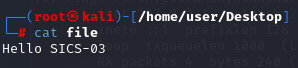 (root㉿kali)-[/home/user/Desktop]
# cat file
Hello SICS-03